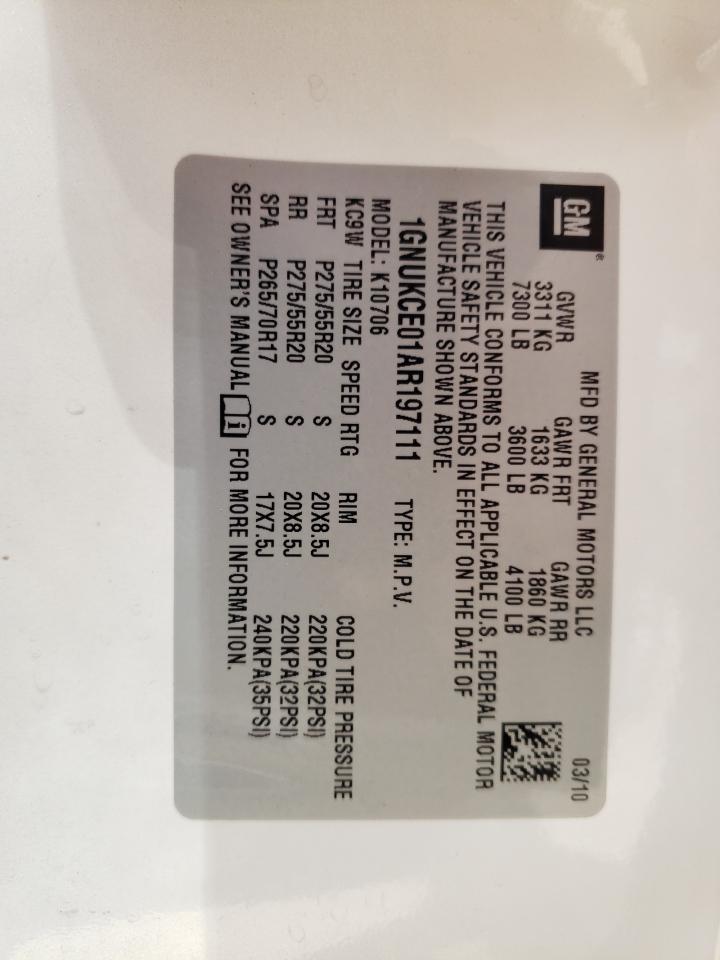 GM®
MFD BY GENERAL MOTORS LLC 03/10
GVWR GAWR FRT GAWR RR
3311 KG 1633 KG 1860 KG
7300 LB 3600 LB 4100 LB
THIS VEHICLE CONFORMS TO ALL APPLICABLE U.S. FEDERAL MOTOR
VEHICLE SAFETY STANDARDS IN EFFECT ON THE DATE OF
MANUFACTURE SHOWN ABOVE.
1GNUKCE01AR197111 TYPE: M.P.V.
MODEL: K10706
KC9W TIRE SIZE SPEED RTG RIM COLD TIRE PRESSURE
FRT P275/55R20 S 20X8.5J 220KPA(32PSI)
RR P275/55R20 S 20X8.5J 220KPA(32PSI)
SPA P265/70R17 S 17X7.5J 240KPA(35PSI)
SEE OWNER'S MANUAL i FOR MORE INFORMATION.